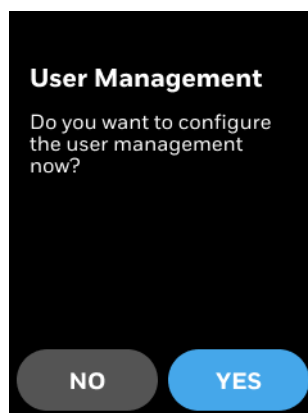 User Management
Do you want to configure
the user management
now?
NO
YES